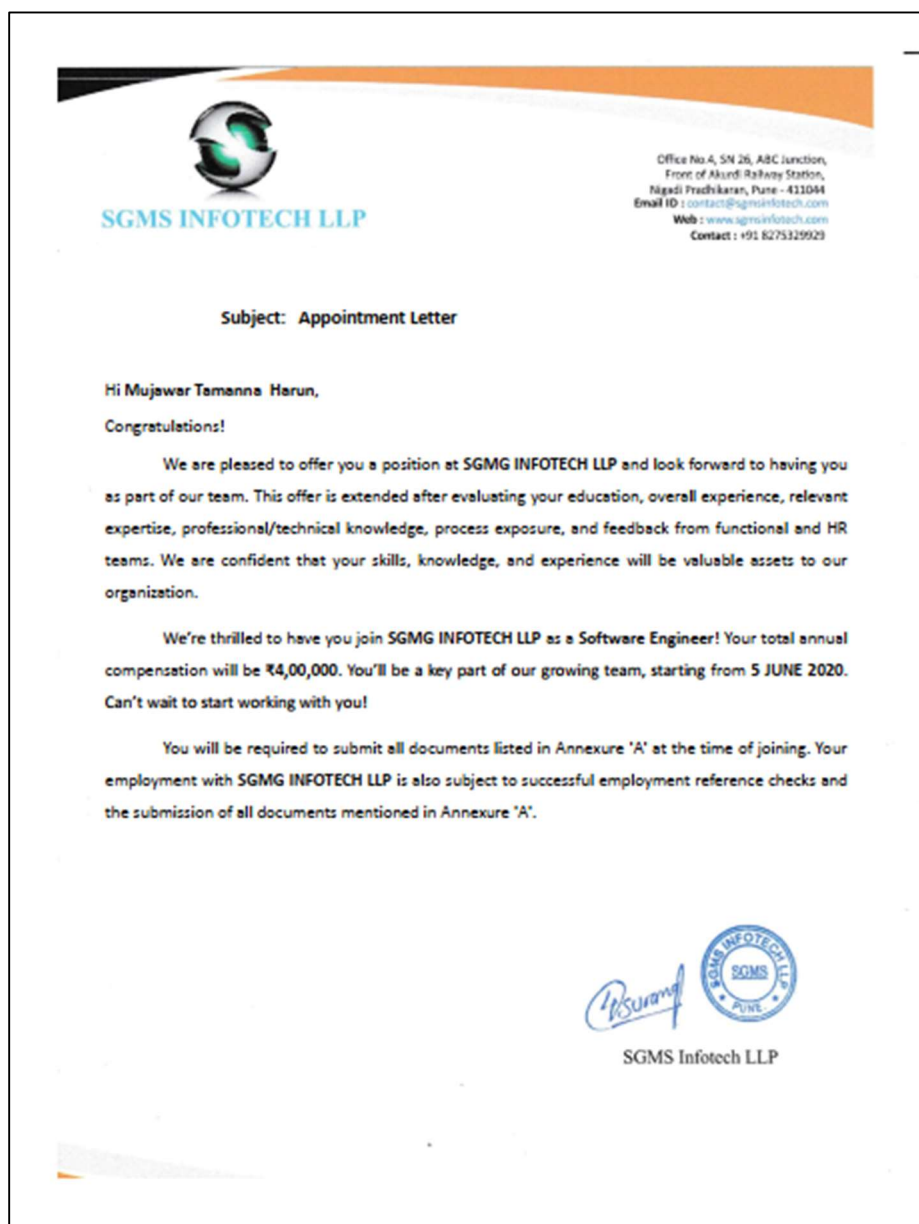 Office No.4, SN 26, ABC Junction,
Front of Akurdi Railway Station,
Nigadi Pradhikaran, Pune - 411044
Email ID : contact@sgmsinfotech.com
Web : www.sgmsinfotech.com
Contact : +91 8275329929
SGMS INFOTECH LLP
Subject: Appointment Letter
Hi Mujawar Tamanna Harun,
Congratulations!
We are pleased to offer you a position at SGMG INFOTECH LLP and look forward to having you
as part of our team. This offer is extended after evaluating your education, overall experience, relevant
expertise, professional/technical knowledge, process exposure, and feedback from functional and HR
teams. We are confident that your skills, knowledge, and experience will be valuable assets to our
organization.
We're thrilled to have you join SGMG INFOTECH LLP as a Software Engineer! Your total annual
compensation will be ₹4,00,000. You'll be a key part of our growing team, starting from 5 JUNE 2020.
Can't wait to start working with you!
You will be required to submit all documents listed in Annexure 'A' at the time of joining. Your
employment with SGMG INFOTECH LLP is also subject to successful employment reference checks and
the submission of all documents mentioned in Annexure 'A'.
SGMS INFOTECH LLP
SGMS
PUNE.
SGMS Infotech LLP